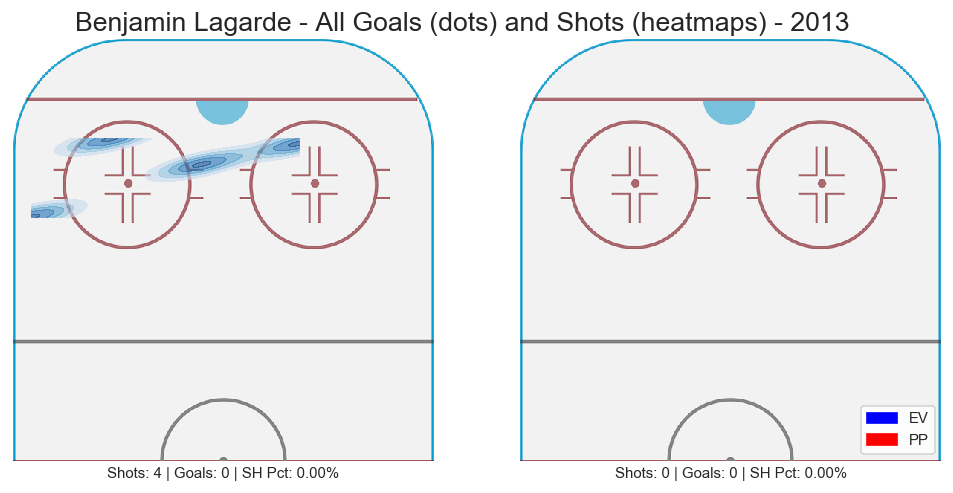 Benjamin Lagarde - All Goals (dots) and Shots (heatmaps) - 2013
EV
PP
Shots: 4 | Goals: 0 | SH Pct: 0.00%
Shots: 0 | Goals: 0 | SH Pct: 0.00%